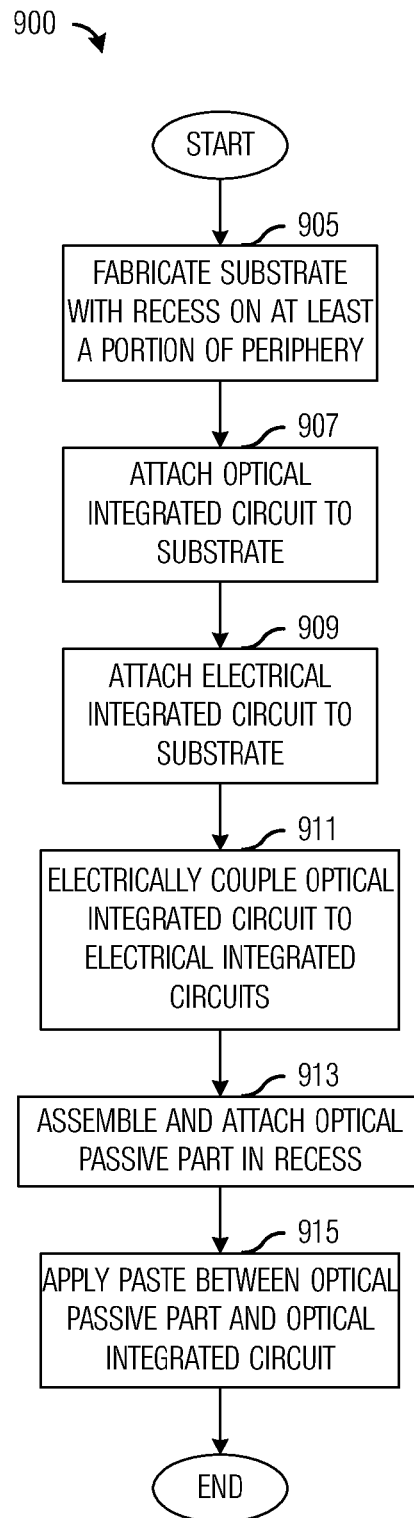 900
START
905
FABRICATE SUBSTRATE
WITH RECESS ON AT LEAST
A PORTION OF PERIPHERY
907
ATTACH OPTICAL
INTEGRATED CIRCUIT TO
SUBSTRATE
909
ATTACH ELECTRICAL
INTEGRATED CIRCUIT TO
SUBSTRATE
911
ELECTRICALLY COUPLE OPTICAL
INTEGRATED CIRCUIT TO
ELECTRICAL INTEGRATED
CIRCUITS
913
ASSEMBLE AND ATTACH OPTICAL
PASSIVE PART IN RECESS
915
APPLY PASTE BETWEEN OPTICAL
PASSIVE PART AND OPTICAL
INTEGRATED CIRCUIT
END